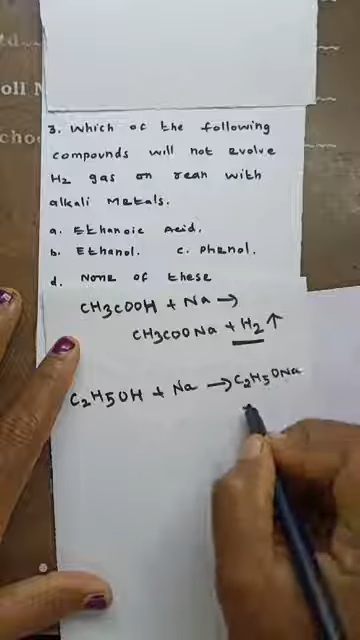 3. Which of the following
compounds will not evolve
H2 gas on rean with
alkali Metals.
a. Ethanoic Acid.
b. Ethanol. c. Phenol.
d. None of these
CH3COOH + Na →
CH3COONa + H2 ↑
C2H5OH + Na → C2H5ONa